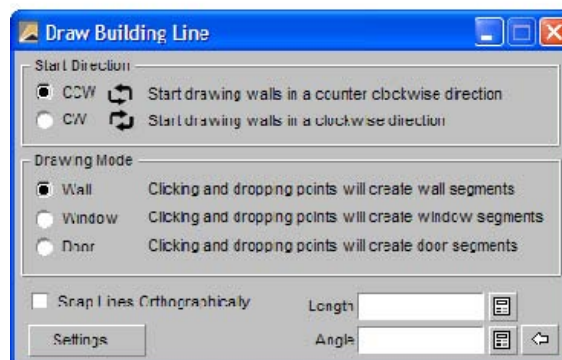 Draw Building Line
Start Direction
CCW Start drawing walls in a counter clockwise direction
CW Start drawing walls in a clockwise direction
Drawing Mode
Wall Clicking and dropping points will create wall segments
Window Clicking and dropping points will create window segments
Door Clicking and dropping points will create door segments
Snap Lines Orthographically Length
Settings Angle